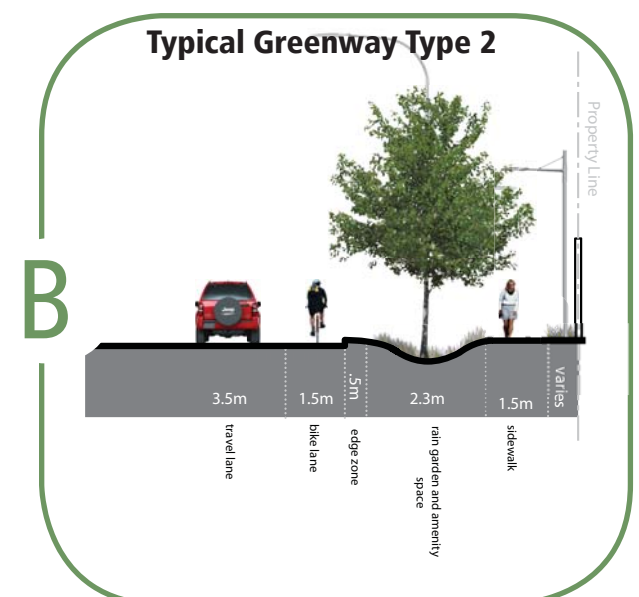 Typical Greenway Type 2
Property Line
B
3.5m
1.5m
.5m
2.3m
1.5m
varies
travel lane
bike lane
edge zone
rain garden and amenity
space
sidewalk